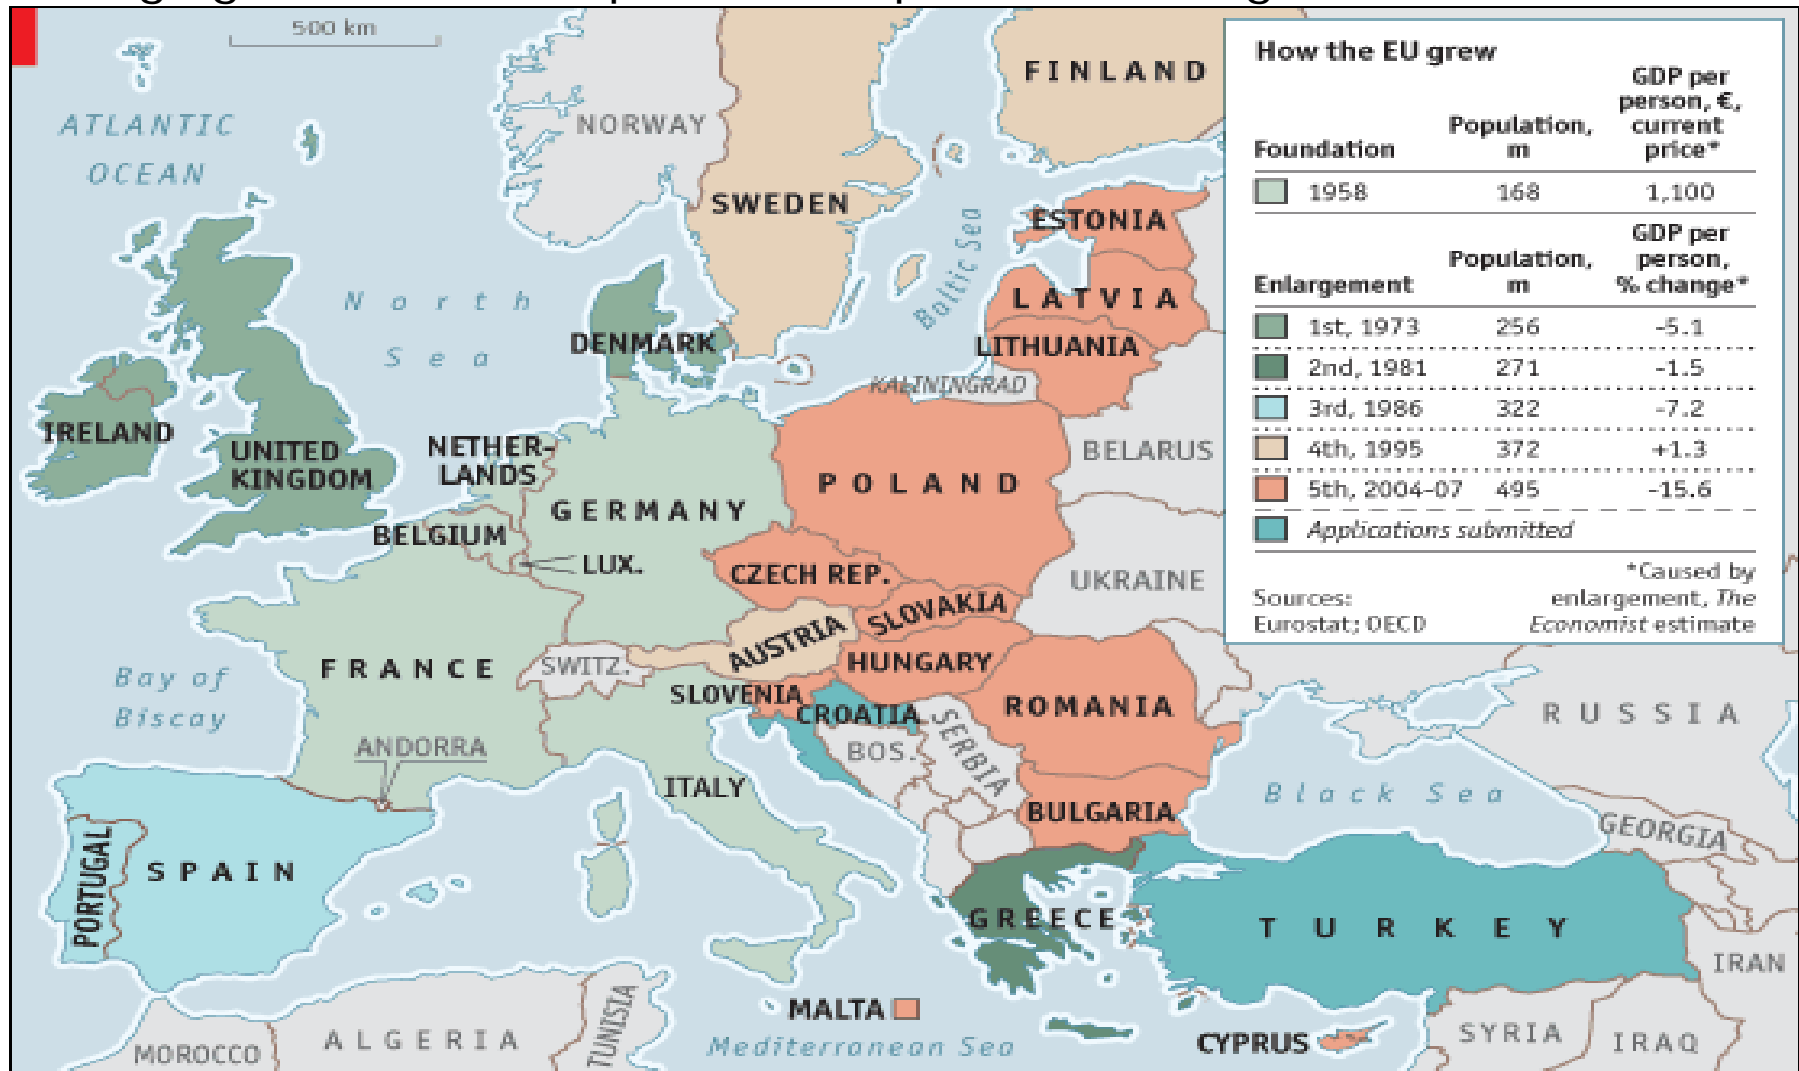 500 km
ATLANTIC
OCEAN
NORWAY
FINLAND
SWEDEN
ESTONIA
Baltic Sea
LATVIA
North
Sea
DENMARK
LITHUANIA
KALININGRAD
IRELAND
UNITED
KINGDOM
NETHER-
LANDS
BELARUS
POLAND
GERMANY
BELGIUM
LUX.
CZECH REP.
UKRAINE
SLOVAKIA
AUSTRIA
FRANCE
SWITZ.
HUNGARY
Bay of
Biscay
SLOVENIA
CROATIA
ROMANIA
RUSSIA
SERBIA
BOS.
ANDORRA
ITALY
BULGARIA
Black Sea
GEORGIA
PORTUGAL
SPAIN
GREECE
TURKEY
IRAN
MALTA
Mediterranean Sea
CYPRUS
SYRIA
IRAQ
MOROCCO
ALGERIA
TUNISIA
How the EU grew
Foundation Population, m GDP per person, €, current price*
1958 168 1,100
Enlargement Population, m GDP per person, % change*
1st, 1973 256 -5.1
2nd, 1981 271 -1.5
3rd, 1986 322 -7.2
4th, 1995 372 +1.3
5th, 2004-07 495 -15.6
Applications submitted
Sources:
Eurostat; OECD
*Caused by
enlargement, The
Economist estimate